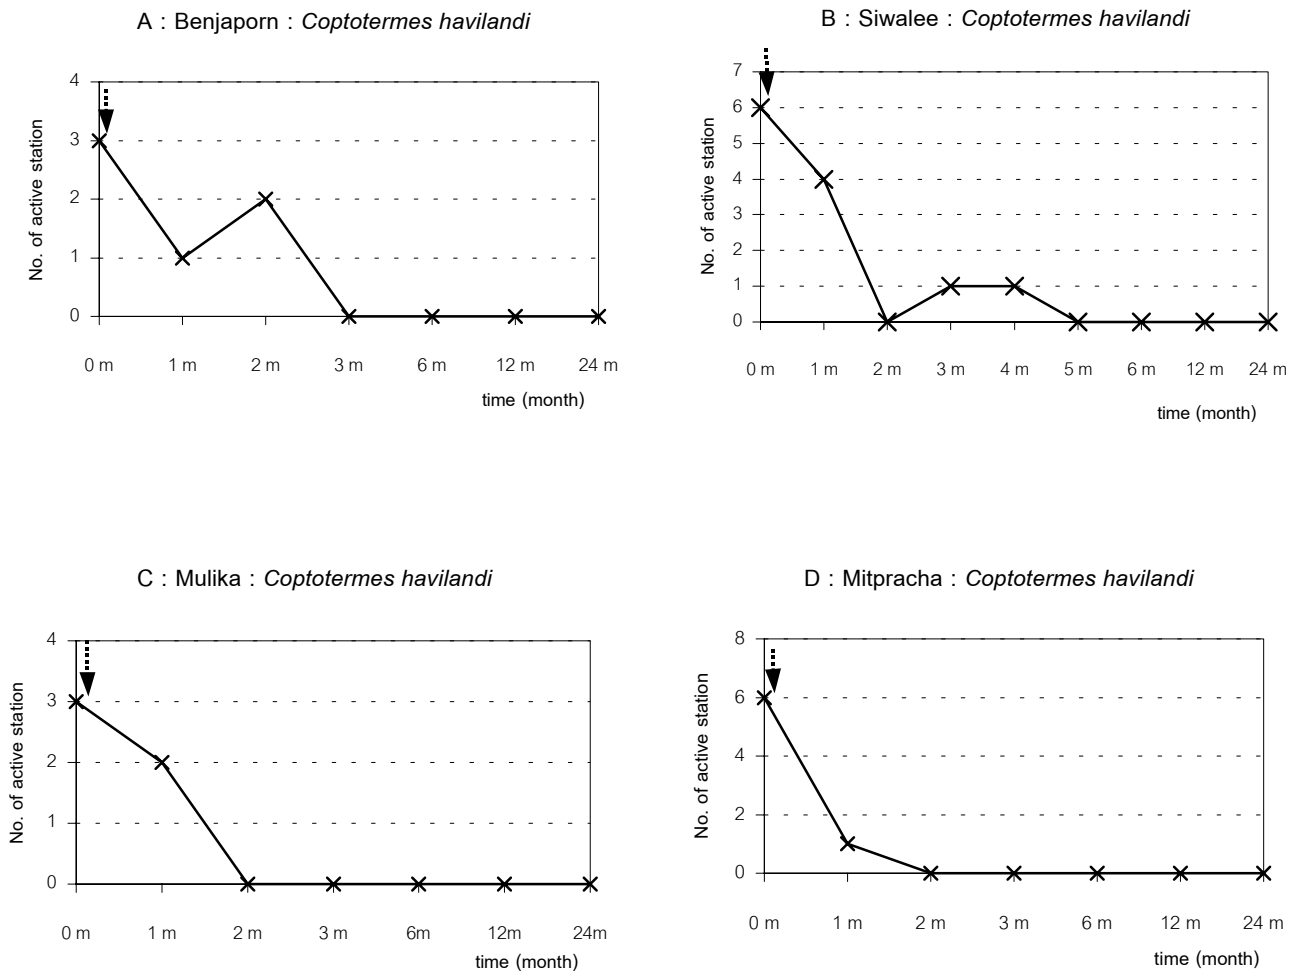 A : Benjaporn : Coptotermes havilandi
No. of active station
4
3
2
1
0
0 m 1 m 2 m 3 m 6m 12 m 24 m
time (month)
B : Siwalee : Coptotermes havilandi
No. of active station
7
6
5
4
3
2
1
0
0 m 1 m 2 m 3 m 4 m 5 m 6 m 12 m 24 m
time (month)
C : Mulika : Coptotermes havilandi
No. of active station
4
3
2
1
0
0 m 1 m 2 m 3 m 6m 12m 24m
time (month)
D : Mitpracha : Coptotermes havilandi
No. of active station
8
6
4
2
0
0 m 1 m 2 m 3 m 6 m 12 m 24 m
time (month)